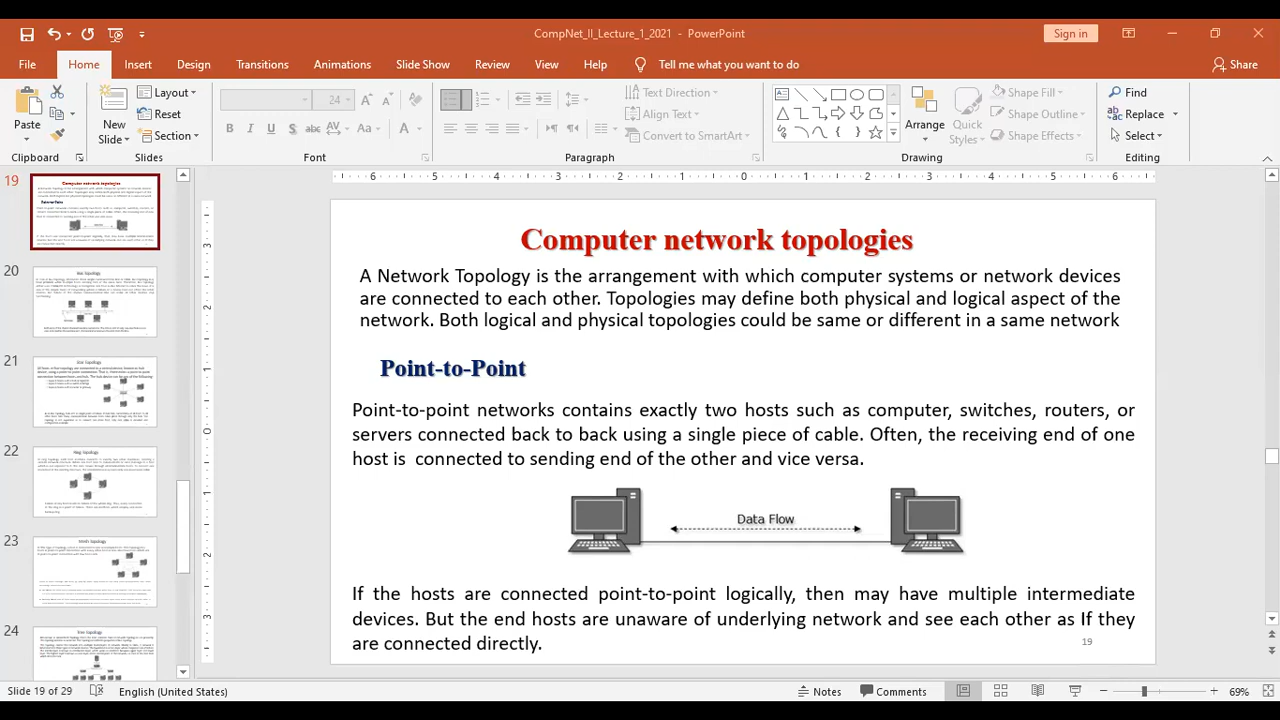 CompNet_II_Lecture_1_2021 - PowerPoint
Sign in
File Home Insert Design Transitions Animations Slide Show Review View Help Tell me what you want to do Share
Paste
New Slide
Layout
Reset
Section
24
Text Direction
Align Text
Convert to SmartArt
Arrange
Quick Styles
Shape Fill
Shape Outline
Shape Effects
Find
Replace
Select
Clipboard Slides Font Paragraph Drawing Editing
19
20
21
22
23
24
Computer network topologies
A Network Topology is the arrangement with which computer systems or network devices
are connected to each other. Topologies may define both physical and logical aspect of the
network. Both logical and physical topologies could be same or different in a same network
Point-to-Point
Point-to-point networks contains exactly two hosts such as computer, switches, routers, or
servers connected back to back using a single piece of cable. Often, the receiving end of one
host is connected to sending end of the other and vice versa.
Data Flow
If the hosts are connected point-to-point logically, then may have multiple intermediate
devices. But the end hosts are unaware of underlying network and see each other as If they
are connected directly.
19
Slide 19 of 29 English (United States) Notes Comments 69%